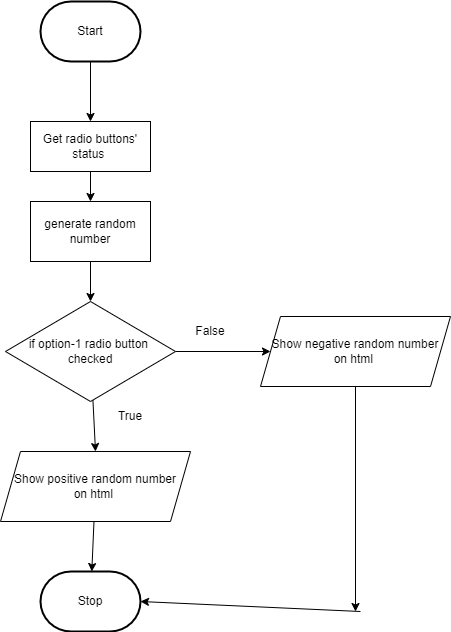 Start
Get radio buttons'
status
generate random
number
if option-1 radio button
checked
False
Show negative random number
on html
True
Show positive random number
on html
Stop